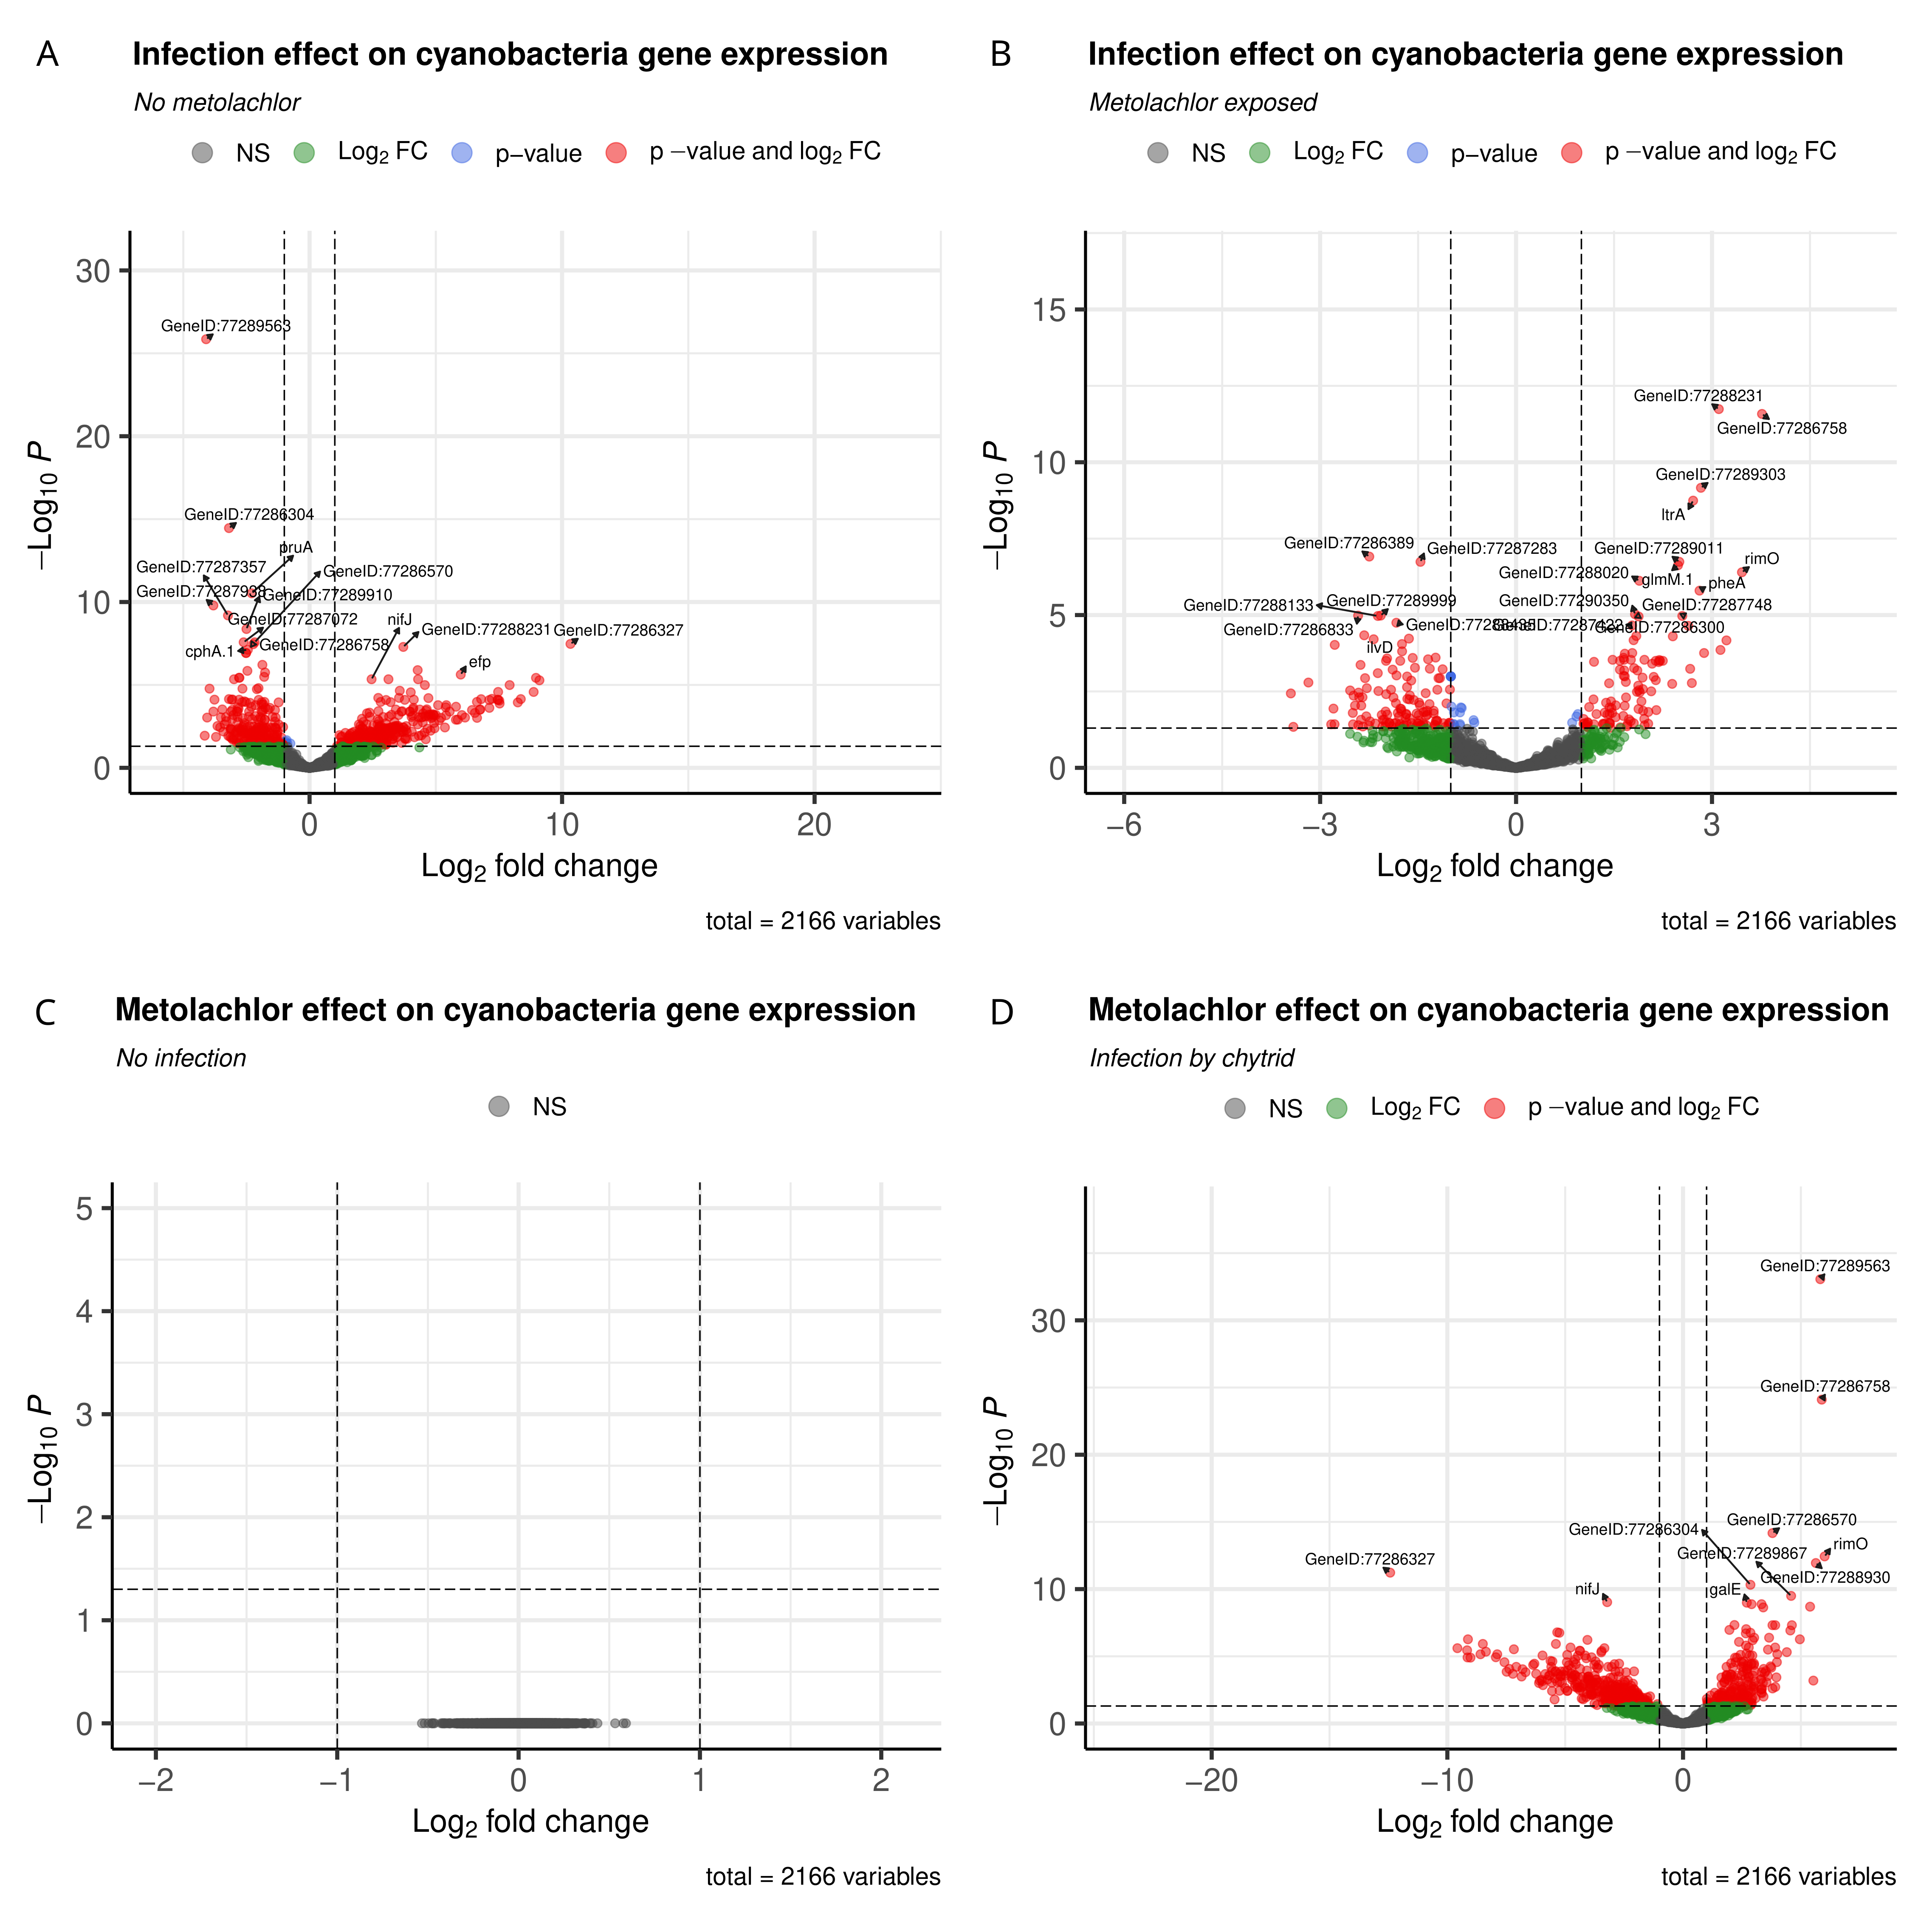 A
Infection effect on cyanobacteria gene expression
No metolachlor
NS
Log2 FC
p−value
p −value and log2 FC
30
20
10
0
−Log10 P
GeneID:77289563
GeneID:77286304
pruA
GeneID:77287357
GeneID:77286570
GeneID:77289910
GeneID:77287072
nifJ
GeneID:77288231
GeneID:77286327
GeneID:77286758
cphA.1
efp
0
10
20
Log2 fold change
total = 2166 variables
B
Infection effect on cyanobacteria gene expression
Metolachlor exposed
NS
Log2 FC
p−value
p −value and log2 FC
15
10
5
0
−Log10 P
GeneID:77288231
GeneID:77286758
GeneID:77289303
ltrA
GeneID:77286389
GeneID:77287283
GeneID:77289011
rimO
GeneID:77288020
glmM.1
pheA
GeneID:77288133
GeneID:77289999
GeneID:77290350
GeneID:77287748
GeneID:77286833
GeneID:77286300
ilvD
−6
−3
0
3
Log2 fold change
total = 2166 variables
C
Metolachlor effect on cyanobacteria gene expression
No infection
NS
5
4
3
2
1
0
−Log10 P
−2
−1
0
1
2
Log2 fold change
total = 2166 variables
D
Metolachlor effect on cyanobacteria gene expression
Infection by chytrid
NS
Log2 FC
p −value and log2 FC
30
20
10
0
−Log10 P
GeneID:77289563
GeneID:77286758
GeneID:77286570
GeneID:77286304
rimO
GeneID:77289867
GeneID:77286327
GeneID:77288930
nifJ
galE
−20
−10
0
Log2 fold change
total = 2166 variables